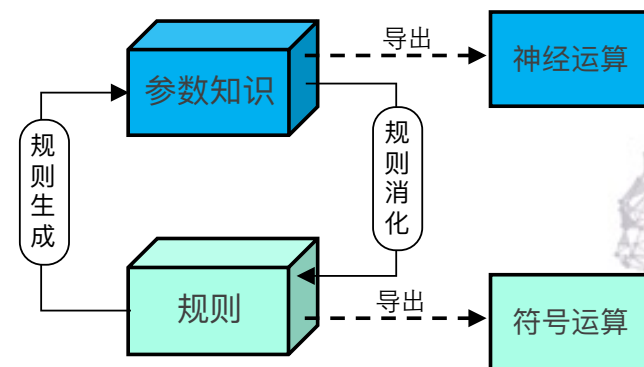 导出
参数知识
神经运算
规则生成
规则消化
导出
规则
符号运算